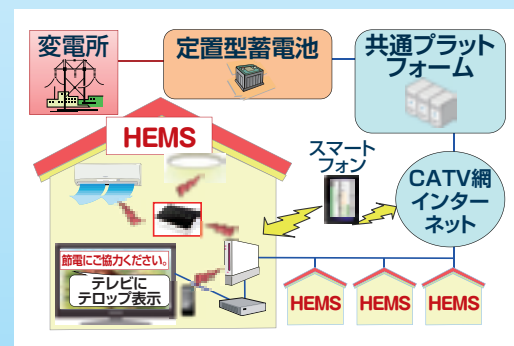 変電所
定置型蓄電池
共通プラット
フォーム
HEMS
スマート
フォン
CATV網
インター
ネット
節電にご協力ください。
テレビに
テロップ表示
HEMS
HEMS
HEMS